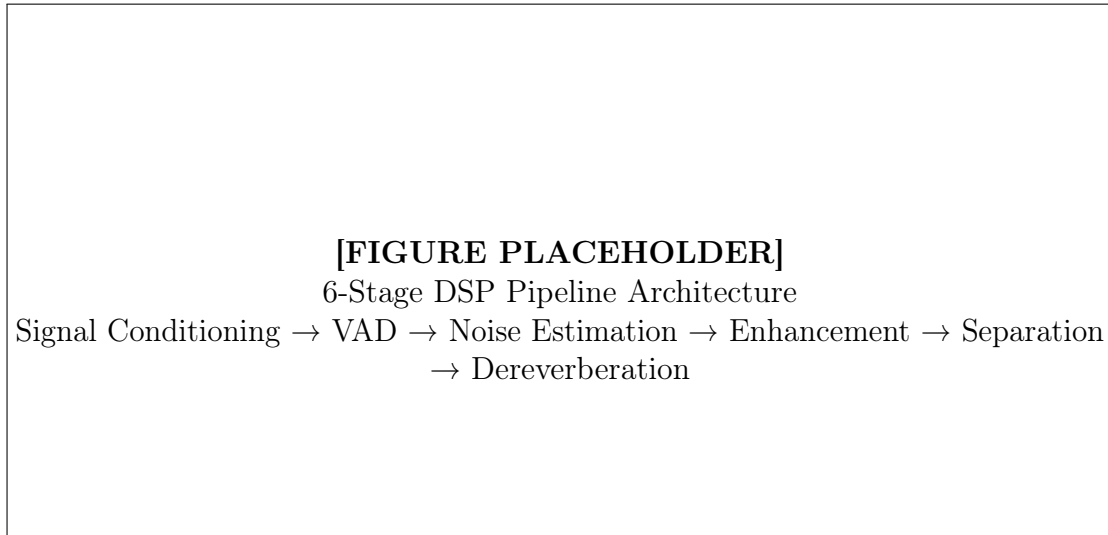 [FIGURE PLACEHOLDER]
6-Stage DSP Pipeline Architecture
Signal Conditioning → VAD → Noise Estimation → Enhancement → Separation
→ Dereverberation